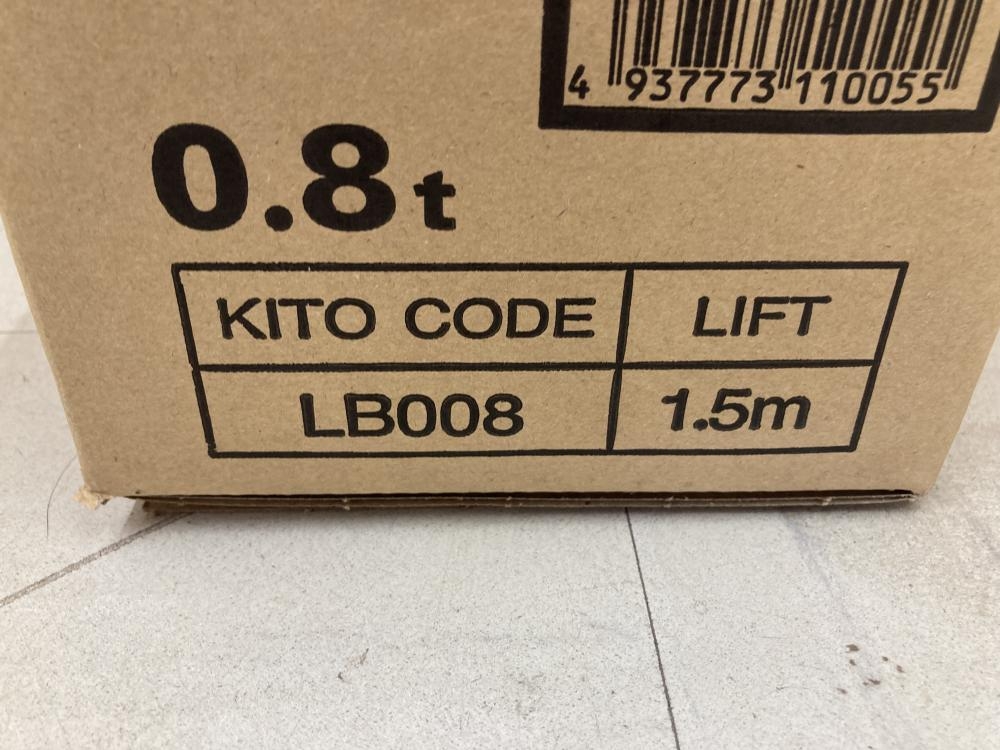 4 937773 110055
0.8t
KITO CODE LIFT
LB008 1.5m